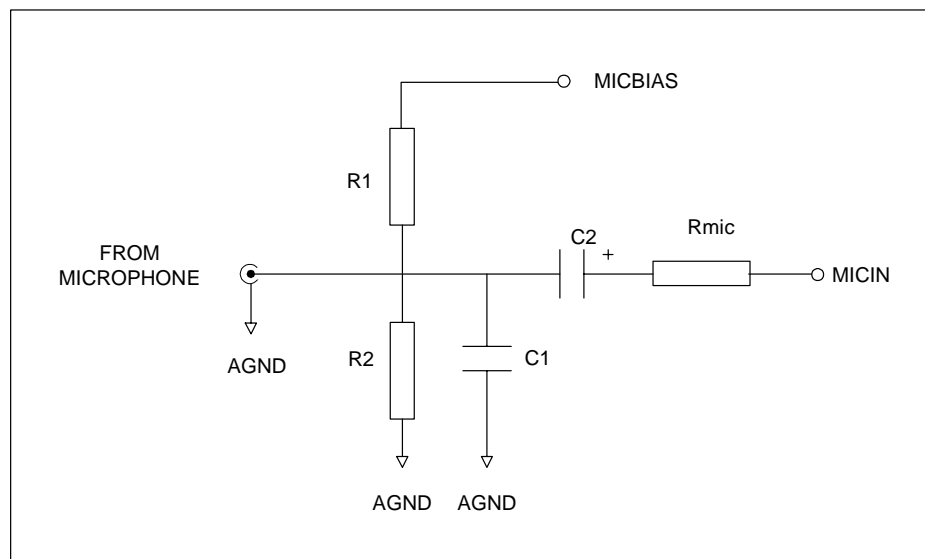 MICBIAS
R1
Rmic
C2
+
FROM
MICROPHONE
MICIN
AGND
R2
C1
AGND
AGND